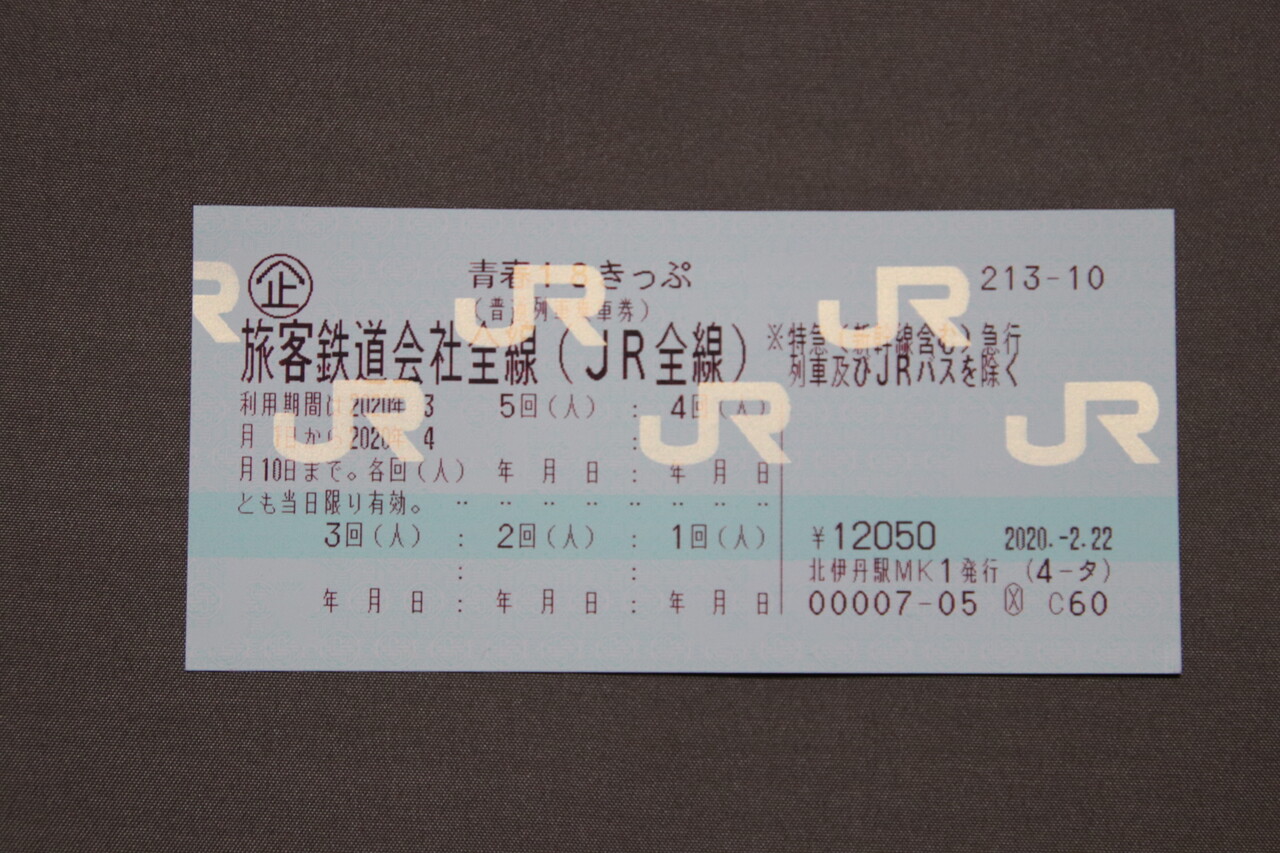 企 青春18きっぷ 213-10
(普通列車乗車券)
旅客鉄道会社全線(JR全線) ※特急(新幹線含む)急行
列車及びJRバスを除く
利用期間は2020年 3
月 日から2020年 4
月10日まで。各回(人)
とも当日限り有効。
5回(人) : 4回(人)
:
年 月 日 : 年 月 日
3回(人) : 2回(人) : 1回(人)
: :
年 月 日 : 年 月 日 : 年 月 日
¥12050 2020.-2.22
北伊丹駅MK1発行 (4-タ)
00007-05 X C60
JR JR JR
JR JR JR